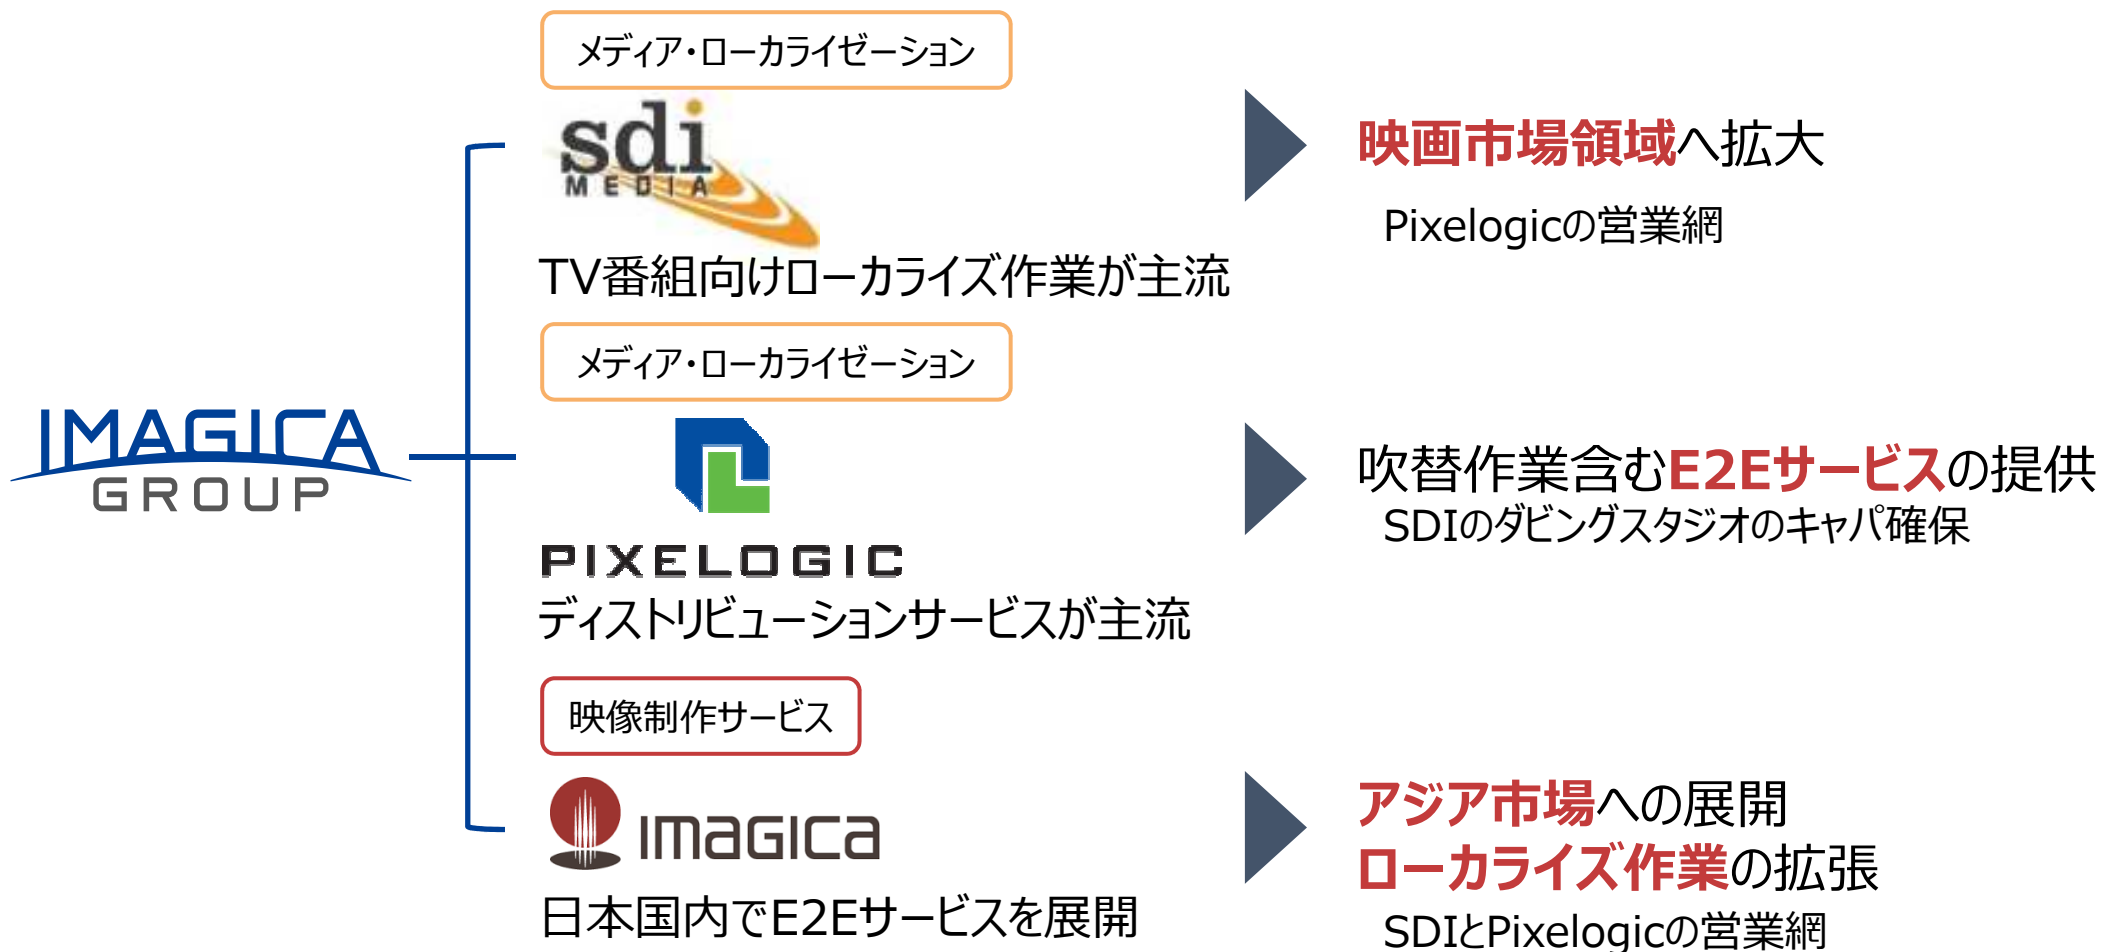 IMAGICA
GROUP
メディア・ローカライゼーション
sdi
MEDIA
TV番組向けローカライズ作業が主流
映画市場領域へ拡大
Pixelogicの営業網
メディア・ローカライゼーション
PIXELOGIC
ディストリビューションサービスが主流
吹替作業含むE2Eサービスの提供
SDIのダビングスタジオのキャパ確保
映像制作サービス
IMAGICA
日本国内でE2Eサービスを展開
アジア市場への展開
ローカライズ作業の拡張
SDIとPixelogicの営業網